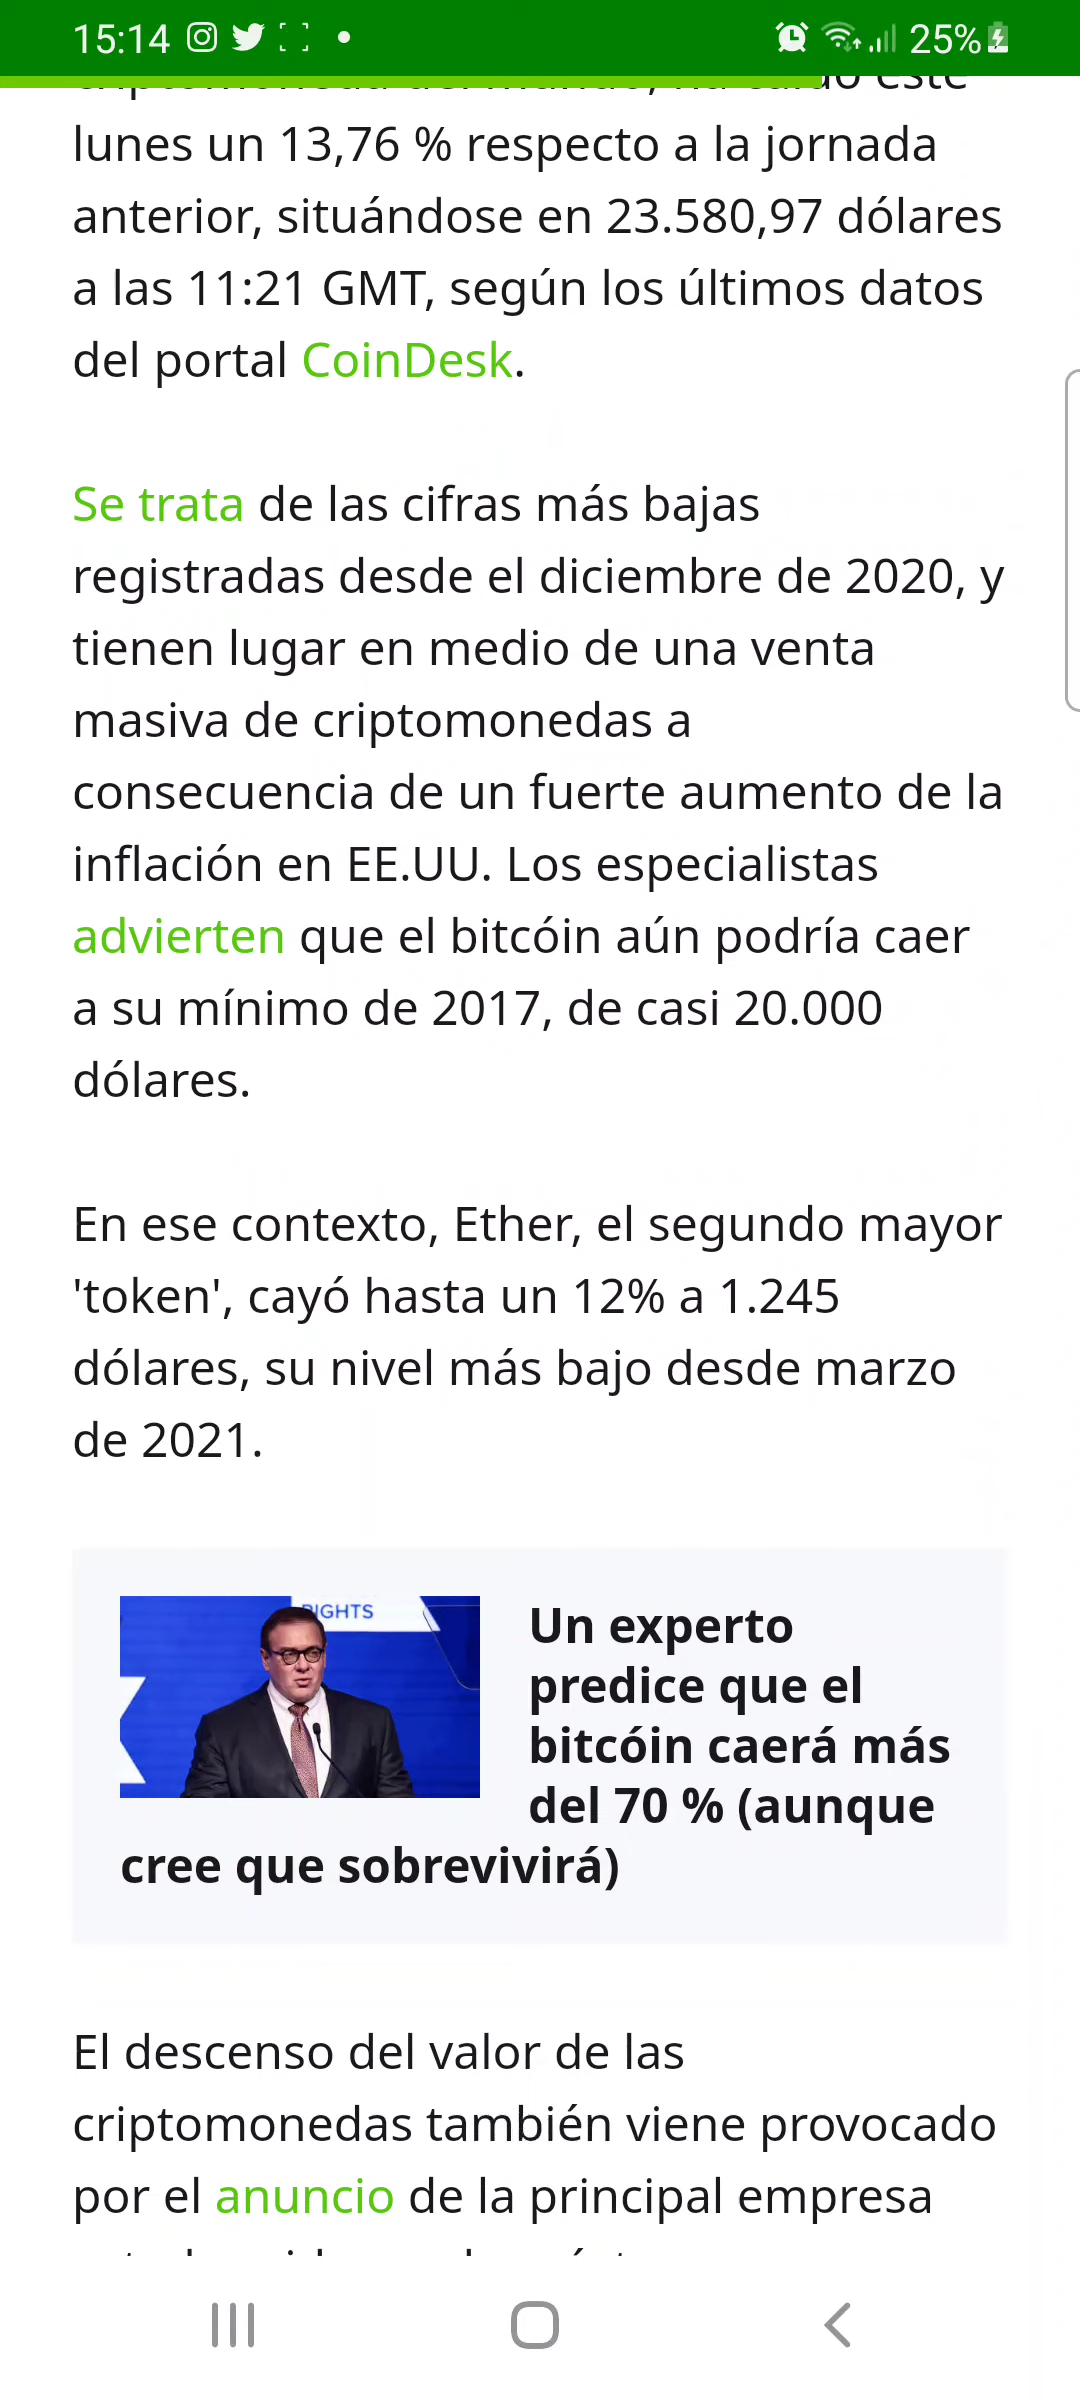 15:14
25%
este
lunes un 13,76 % respecto a la jornada
anterior, situándose en 23.580,97 dólares
a las 11:21 GMT, según los últimos datos
del portal CoinDesk.
Se trata de las cifras más bajas
registradas desde el diciembre de 2020, y
tienen lugar en medio de una venta
masiva de criptomonedas a
consecuencia de un fuerte aumento de la
inflación en EE.UU. Los especialistas
advierten que el bitcóin aún podría caer
a su mínimo de 2017, de casi 20.000
dólares.
En ese contexto, Ether, el segundo mayor
'token', cayó hasta un 12% a 1.245
dólares, su nivel más bajo desde marzo
de 2021.
RIGHTS
Un experto
predice que el
bitcóin caerá más
del 70 % (aunque
cree que sobrevivirá)
El descenso del valor de las
criptomonedas también viene provocado
por el anuncio de la principal empresa